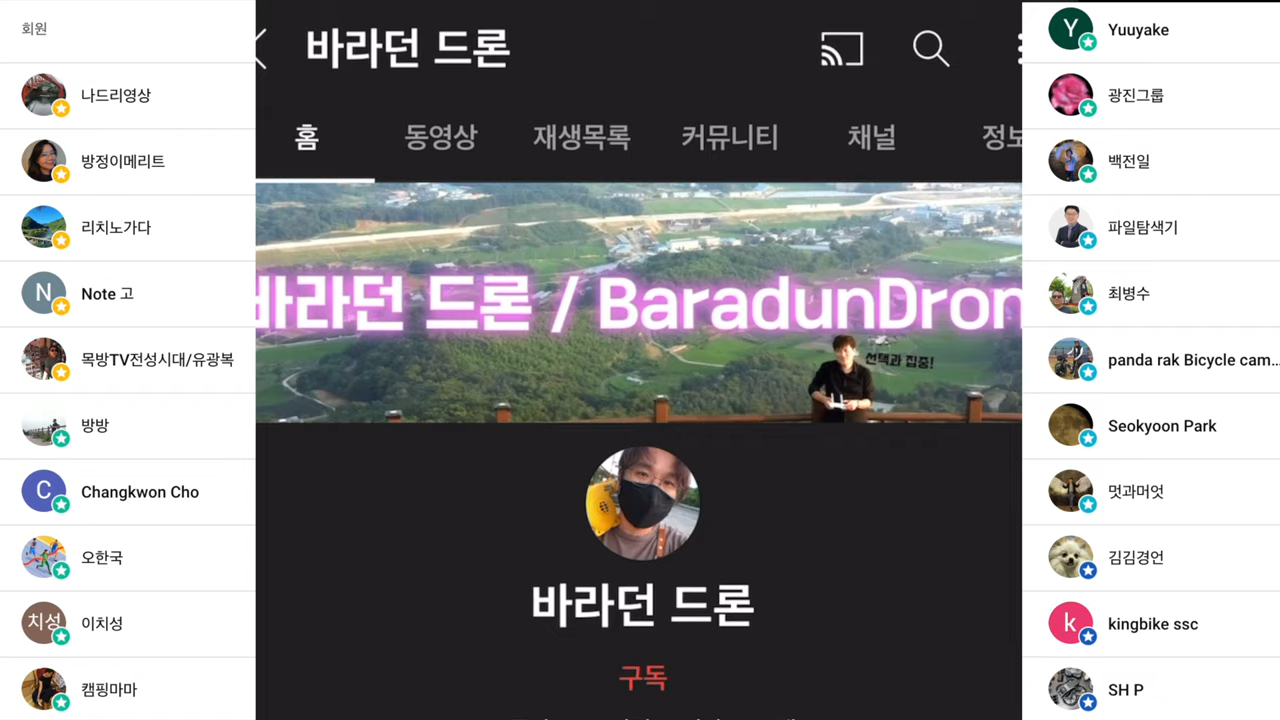 회원
나드리영상
방정이메리트
리치노가다
N
Note 고
목방TV전성시대/유광복
방방
C
Changkwon Cho
오한국
치성
이치성
캠핑마마
바라던 드론
홈 동영상 재생목록 커뮤니티 채널 정보
바라던 드론 / BaradunDron
선택과 집중!
바라던 드론
구독
Y
Yuuyake
광진그룹
백전일
파일탐색기
최병수
panda rak Bicycle cam...
Seokyoon Park
멋과머엇
김김경언
k
kingbike ssc
SH P